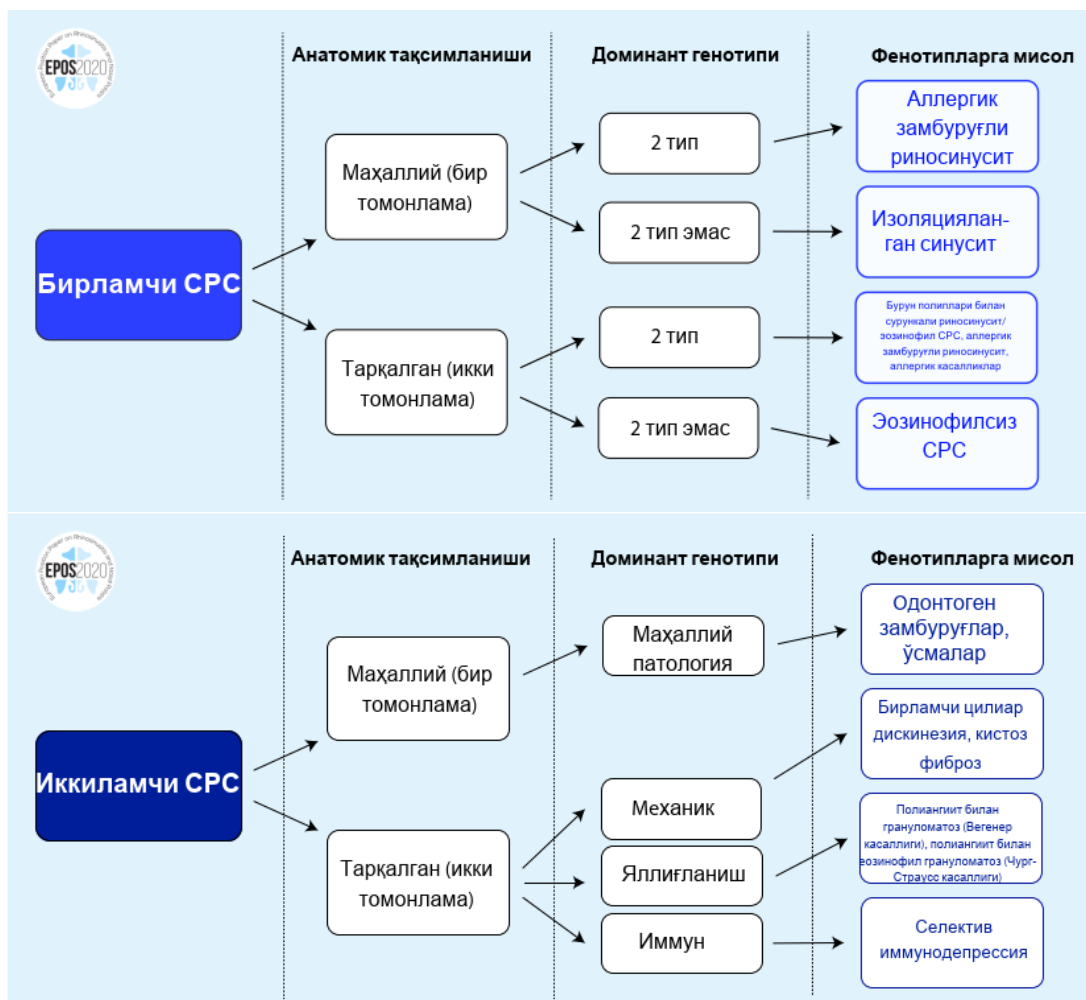 EPOS2020
Анатомик тақсимланиши
Доминант генотипи
Фенотипларга мисол
Бирламчи СРС
Маҳаллий (бир
томонлама)
Тарқалган (икки
томонлама)
2 тип
2 тип эмас
2 тип
2 тип эмас
Аллергик
замбуруғли
риносинусит
Изоляциялан-
ган синусит
Бурун полиплари билан
сурункали риносинусит/
эозинофил СРС, аллергик
замбуруғли риносинусит,
аллергик касалликлар
Эозинофилсиз
СРС
EPOS2020
Анатомик тақсимланиши
Доминант генотипи
Фенотипларга мисол
Иккиламчи СРС
Маҳаллий (бир
томонлама)
Тарқалган (икки
томонлама)
Маҳаллий
патология
Механик
Яллиғланиш
Иммун
Одонтоген
замбуруғлар,
ўсмалар
Бирламчи цилиар
дискинезия, кистоз
фиброз
Полиангиит билан
грануломатоз (Вегенер
касаллиги), полиангиит билан
еозинофил грануломатоз (Чург-
Страусс касаллиги)
Селектив
иммунодепрессия